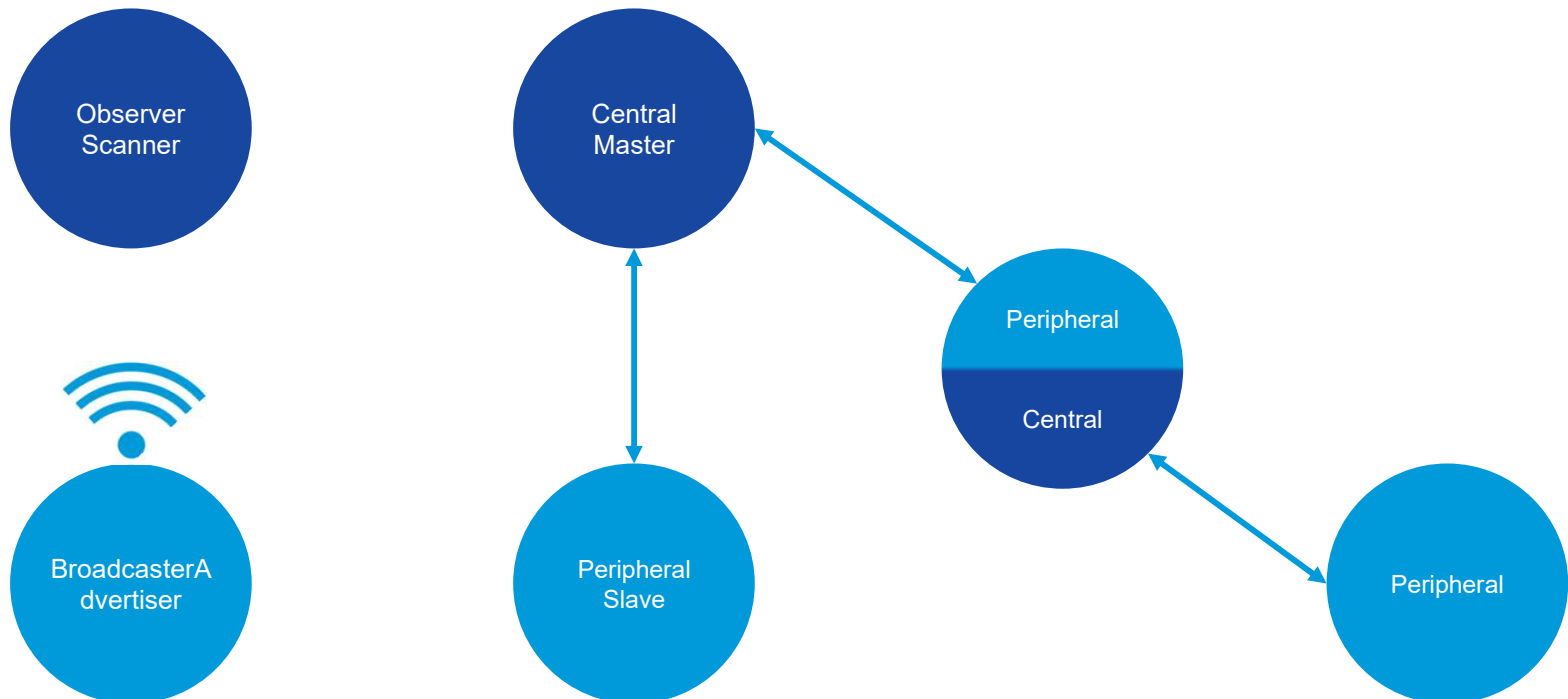 Observer
Scanner
Central
Master
Peripheral
Central
BroadcasterA
dvertiser
Peripheral
Slave
Peripheral